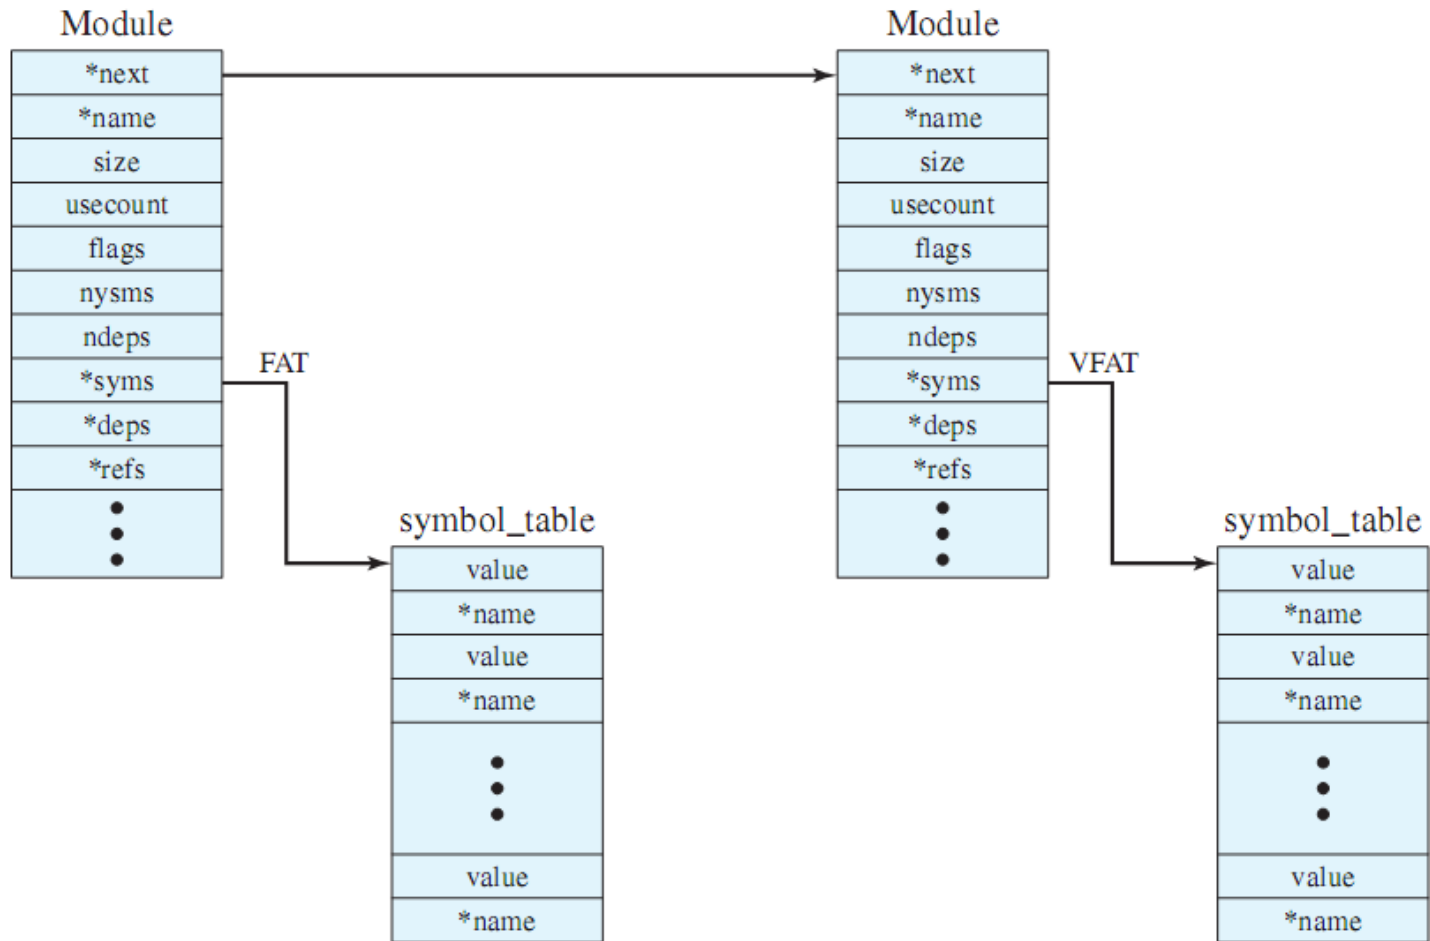 Module
*next
*name
size
usecount
flags
nysms
ndeps
*syms
*deps
*refs
FAT
symbol_table
value
*name
value
*name
value
*name
Module
*next
*name
size
usecount
flags
nysms
ndeps
*syms
*deps
*refs
VFAT
symbol_table
value
*name
value
*name
value
*name